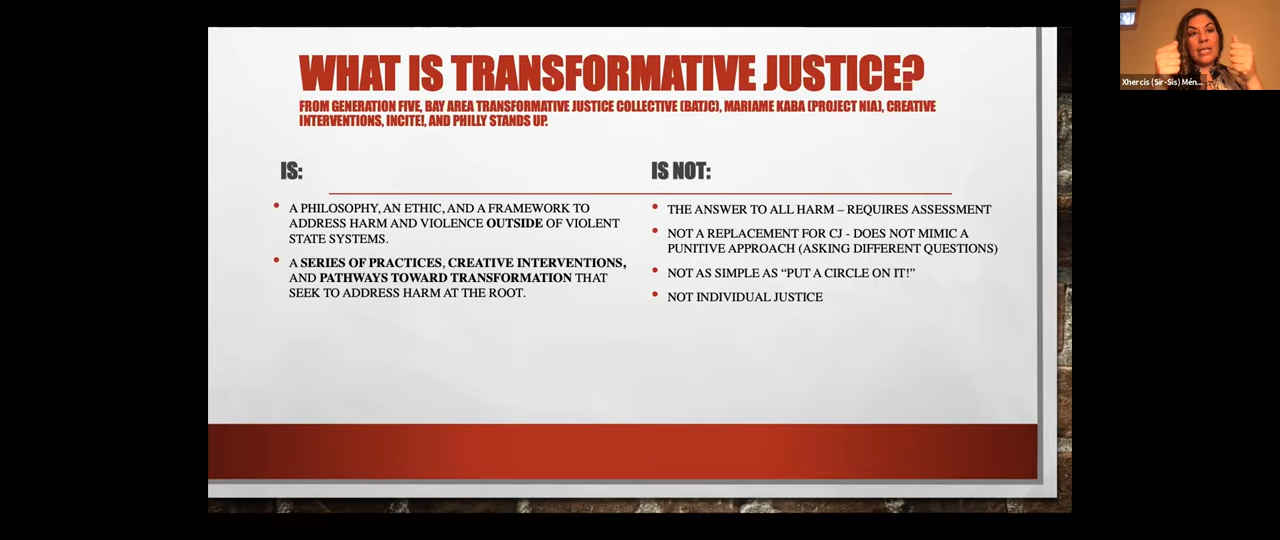 WHAT IS TRANSFORMATIVE JUSTICE?
FROM GENERATION FIVE, BAY AREA TRANSFORMATIVE JUSTICE COLLECTIVE (BATJC), MARIAME KABA (PROJECT NIA), CREATIVE
INTERVENTIONS, INCITE!, AND PHILLY STANDS UP.
IS:
A PHILOSOPHY, AN ETHIC, AND A FRAMEWORK TO
ADDRESS HARM AND VIOLENCE OUTSIDE OF VIOLENT
STATE SYSTEMS.
A SERIES OF PRACTICES, CREATIVE INTERVENTIONS,
AND PATHWAYS TOWARD TRANSFORMATION THAT
SEEK TO ADDRESS HARM AT THE ROOT.
IS NOT:
THE ANSWER TO ALL HARM – REQUIRES ASSESSMENT
NOT A REPLACEMENT FOR CJ - DOES NOT MIMIC A
PUNITIVE APPROACH (ASKING DIFFERENT QUESTIONS)
NOT AS SIMPLE AS “PUT A CIRCLE ON IT!”
NOT INDIVIDUAL JUSTICE
Xhercis (Sir-Sis) Mén...